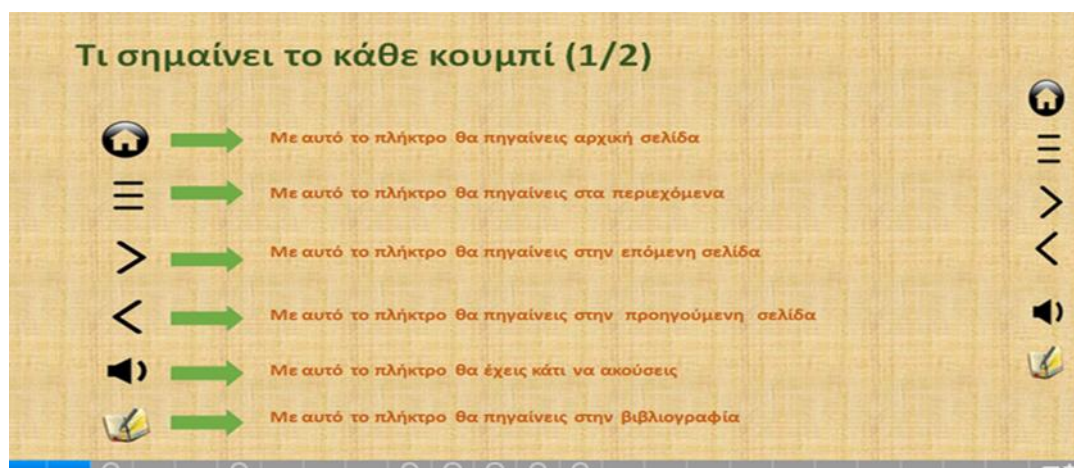 Τι σημαίνει το κάθε κουμπί (1/2)
Με αυτό το πλήκτρο θα πηγαίνεις αρχική σελίδα
Με αυτό το πλήκτρο θα πηγαίνεις στα περιεχόμενα
Με αυτό το πλήκτρο θα πηγαίνεις στην επόμενη σελίδα
Με αυτό το πλήκτρο θα πηγαίνεις στην προηγούμενη σελίδα
Με αυτό το πλήκτρο θα έχεις κάτι να ακούσεις
Με αυτό το πλήκτρο θα πηγαίνεις στην βιβλιογραφία